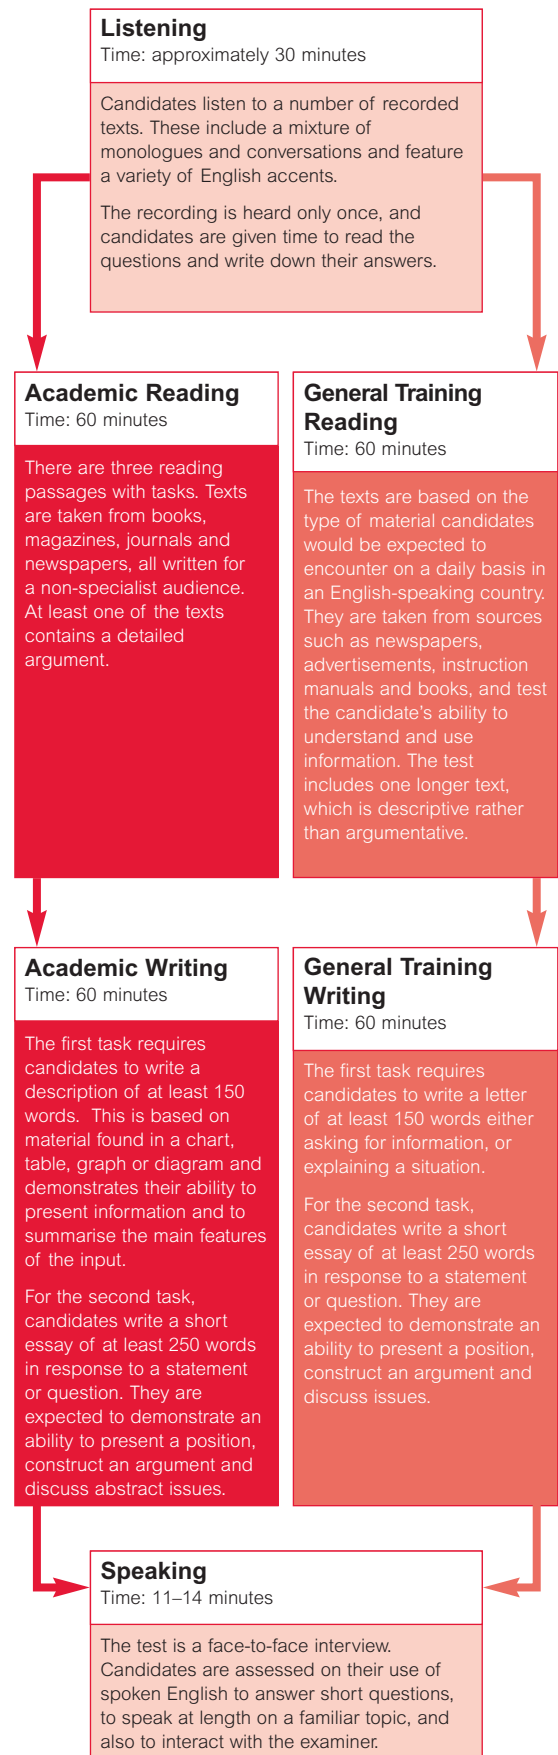 Listening
Time: approximately 30 minutes
Candidates listen to a number of recorded
texts. These include a mixture of
monologues and conversations and feature
a variety of English accents.
The recording is heard only once, and
candidates are given time to read the
questions and write down their answers.
Academic Reading
Time: 60 minutes
There are three reading
passages with tasks. Texts
are taken from books,
magazines, journals and
newspapers, all written for
a non-specialist audience.
At least one of the texts
contains a detailed
argument.
General Training
Reading
Time: 60 minutes
The texts are based on the
type of material candidates
would be expected to
encounter on a daily basis in
an English-speaking country.
They are taken from sources
such as newspapers,
advertisements, instruction
manuals and books, and test
the candidate's ability to
understand and use
information. The test
includes one longer text,
which is descriptive rather
than argumentative.
Academic Writing
Time: 60 minutes
The first task requires
candidates to write a
description of at least 150
words. This is based on
material found in a chart,
table, graph or diagram and
demonstrates their ability to
present information and to
summarise the main features
of the input.
For the second task,
candidates write a short
essay of at least 250 words
in response to a statement
or question. They are
expected to demonstrate an
ability to present a position,
construct an argument and
discuss abstract issues.
General Training
Writing
Time: 60 minutes
The first task requires
candidates to write a letter
of at least 150 words either
asking for information, or
explaining a situation.
For the second task,
candidates write a short
essay of at least 250 words
in response to a statement
or question. They are
expected to demonstrate an
ability to present a position,
construct an argument and
discuss issues.
Speaking
Time: 11–14 minutes
The test is a face-to-face interview.
Candidates are assessed on their use of
spoken English to answer short questions,
to speak at length on a familiar topic, and
also to interact with the examiner.